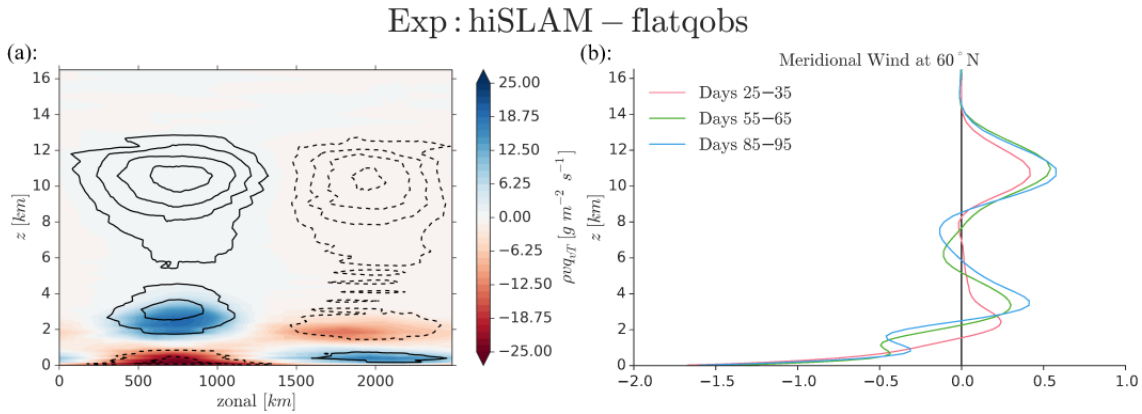 Exp : hiSLAM − flatqobs
(a):
16
14
12
10
8
6
4
2
0
z [km]
0 500 1000 1500 2000
zonal [km]
25.00
18.75
12.50
6.25
0.00
−6.25
−12.50
−18.75
−25.00
ρvq_vT [g m⁻² s⁻¹]
(b):
Meridional Wind at 60°N
Days 25−35
Days 55−65
Days 85−95
16
14
12
10
8
6
4
2
0
z [km]
−2.0 −1.5 −1.0 −0.5 0.0 0.5 1.0